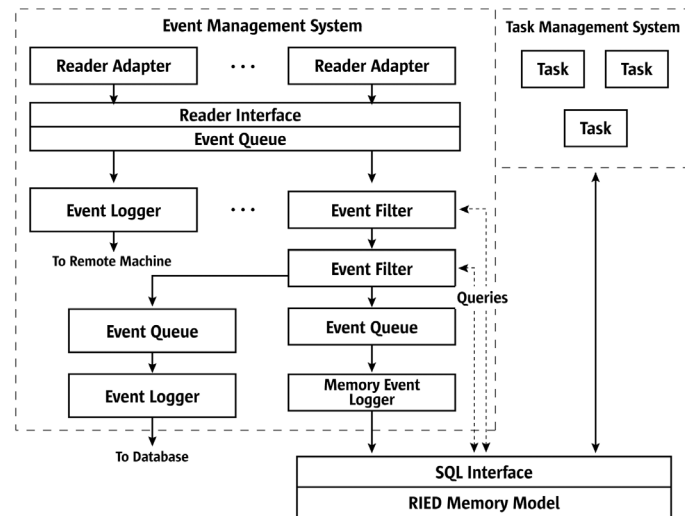 Event Management System
Task Management System
Reader Adapter
• • •
Reader Adapter
Task
Task
Reader Interface
Event Queue
Task
Event Logger
• • •
Event Filter
To Remote Machine
Event Filter
Queries
Event Queue
Event Queue
Event Logger
Memory Event
Logger
To Database
SQL Interface
RIED Memory Model